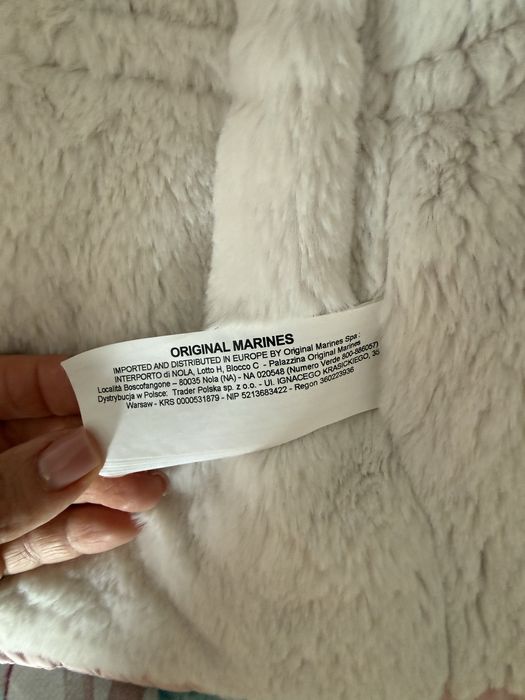 ORIGINAL MARINES
IMPORTED AND DISTRIBUTED IN EUROPE BY Original Marines Spa :
INTERPORTO di NOLA, Lotto H, Blocco C - Palazzina Original Marines
Località Boscofangone – 80035 Nola (NA) - NA 020548 (Numero Verde 800-886057)
Dystrybucja w Polsce: Trader Polska sp. z o.o. - Ul. IGNACEGO KRASICKIEGO, 35
Warsaw - KRS 0000531879 - NIP 5213683422 - Regon 360223936